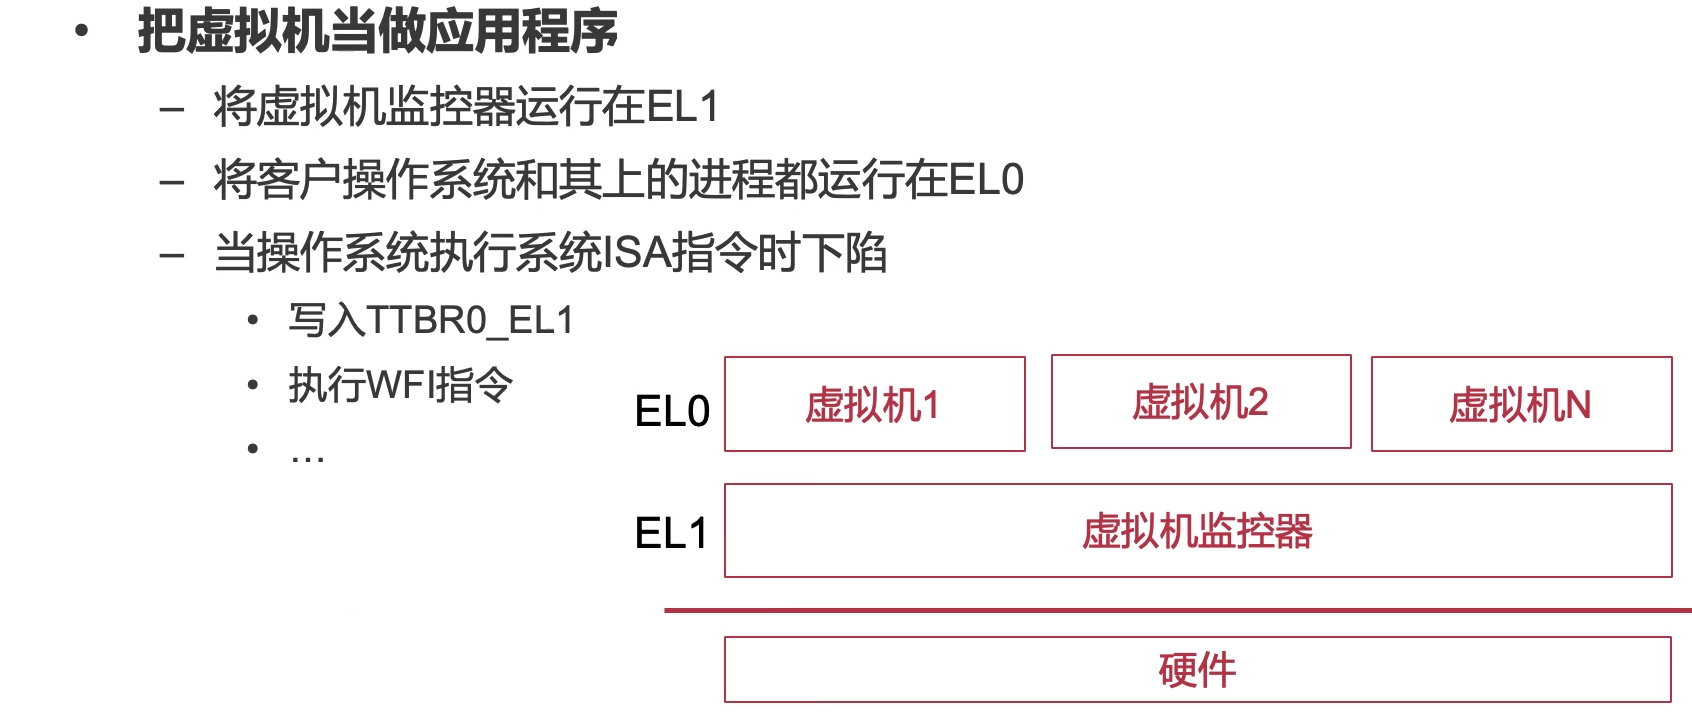 • 把虚拟机当做应用程序
– 将虚拟机监控器运行在EL1
– 将客户操作系统和其上的进程都运行在EL0
– 当操作系统执行系统ISA指令时下陷
• 写入TTBR0_EL1
• 执行WFI指令
• …
EL0 虚拟机1 虚拟机2 虚拟机N
EL1 虚拟机监控器
硬件